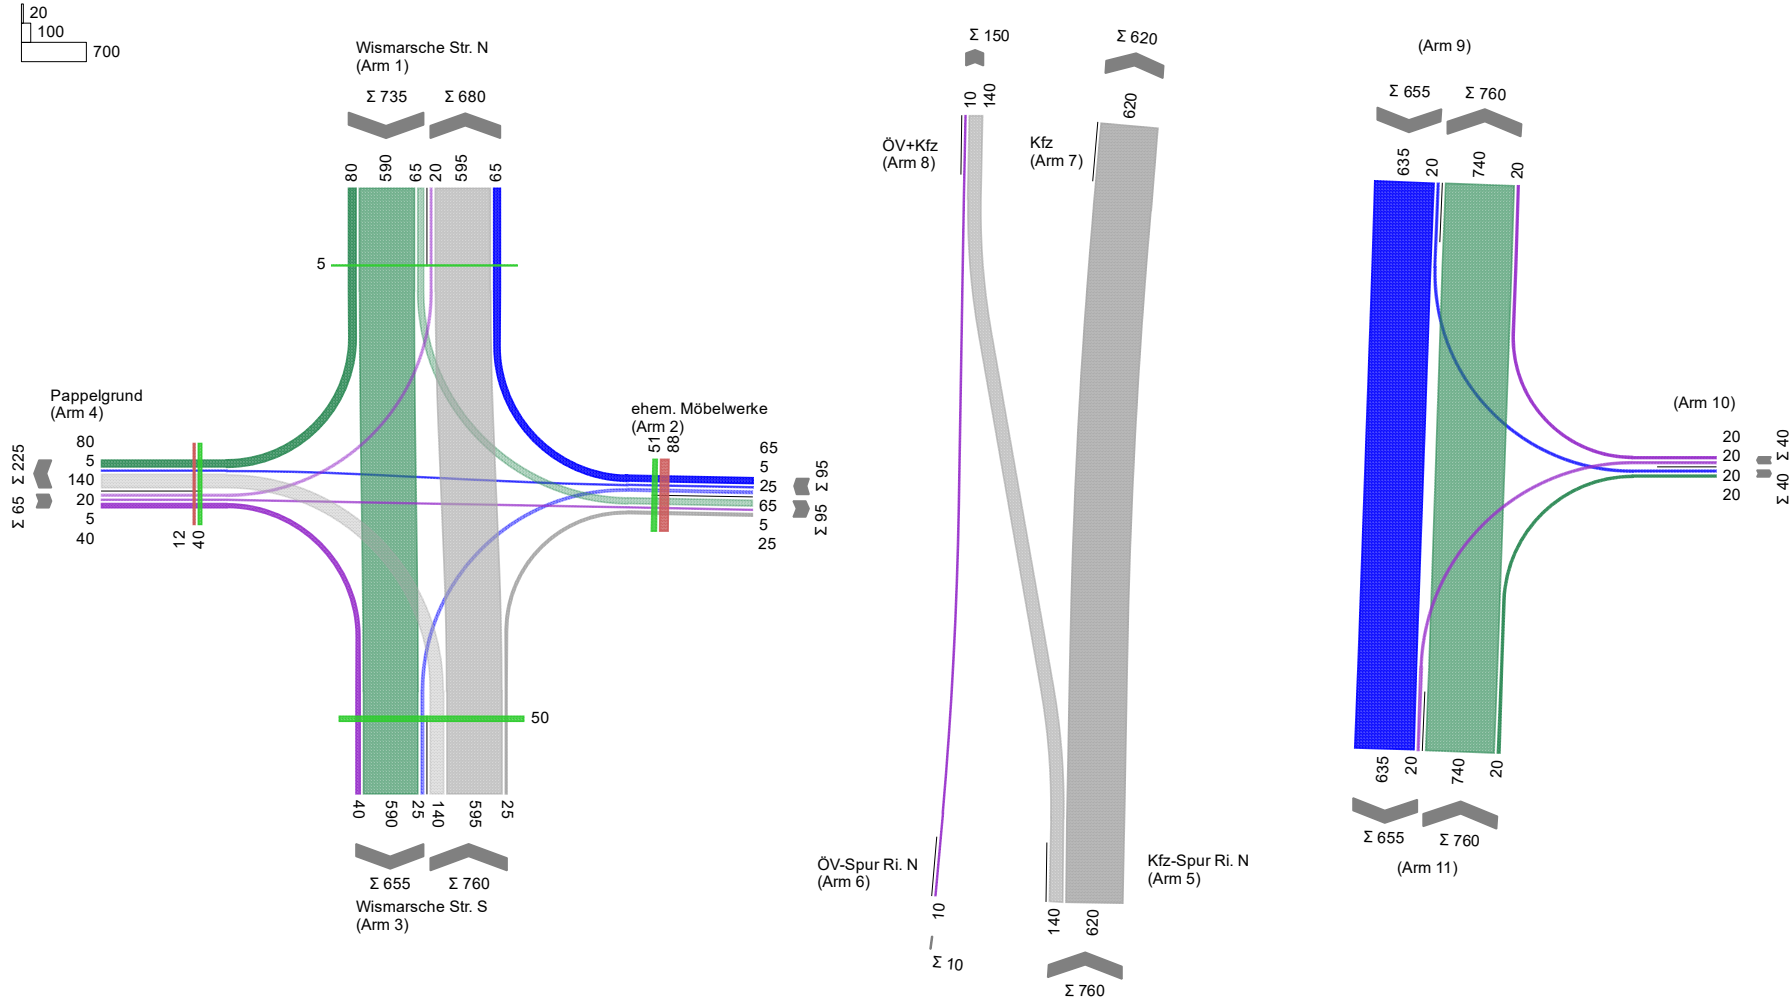 20
100
700
Wismarsche Str. N
(Arm 1)
Σ 735
Σ 680
80
590
65
20
595
65
5
Pappelgrund
(Arm 4)
Σ 225
Σ 65
80
5
140
20
5
40
12
40
ehem. Möbelwerke
(Arm 2)
51
88
65
5
25
65
5
25
Σ 95
Σ 95
50
40
590
25
140
595
25
Σ 655
Σ 760
Wismarsche Str. S
(Arm 3)
Σ 150
Σ 620
10
140
620
ÖV+Kfz
(Arm 8)
Kfz
(Arm 7)
ÖV-Spur Ri. N
(Arm 6)
Kfz-Spur Ri. N
(Arm 5)
10
140
620
Σ 10
Σ 760
(Arm 9)
Σ 655
Σ 760
635
20
740
20
(Arm 10)
20
20
20
20
Σ 40
Σ 40
635
20
740
20
Σ 655
Σ 760
(Arm 11)